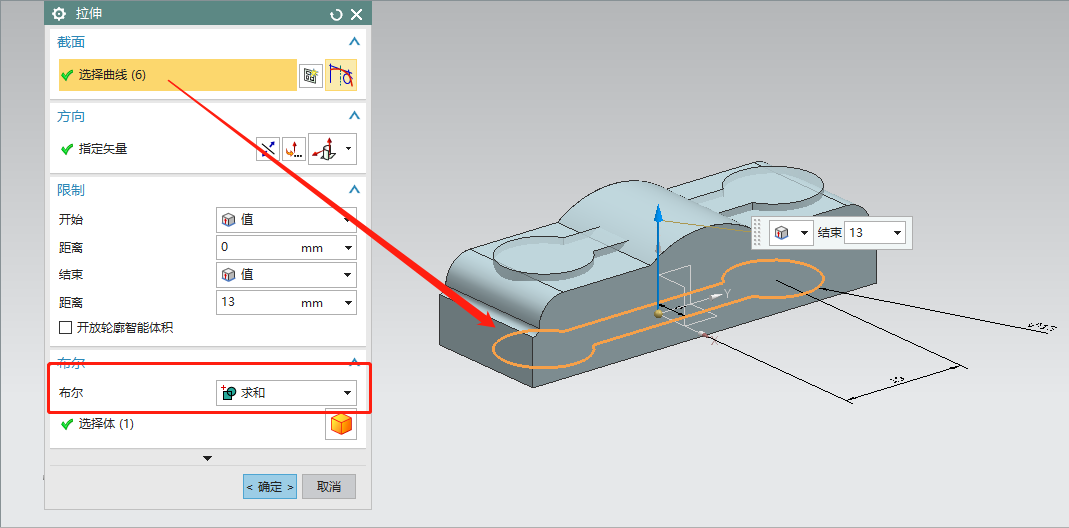 拉伸
截面
选择曲线 (6)
方向
指定矢量
限制
开始
值
距离
0 mm
结束
值
距离
13 mm
开放轮廓智能体积
布尔
布尔
求和
选择体 (1)
< 确定 >
取消
结束 13
Y
X